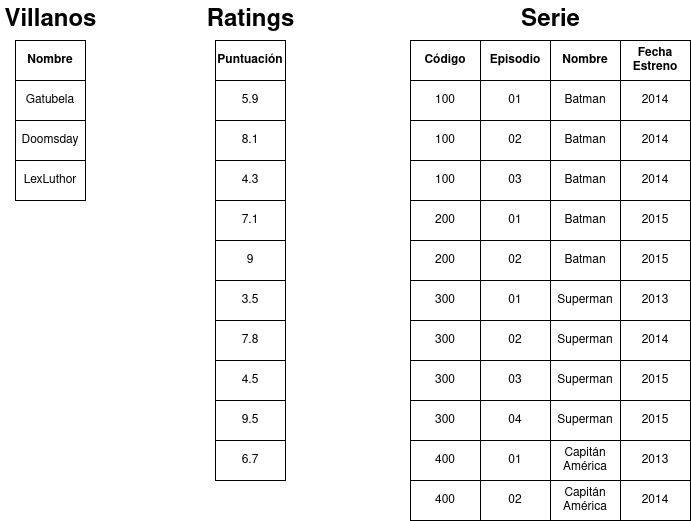 Villanos
Nombre
Gatubela
Doomsday
LexLuthor
Ratings
Puntuación
5.9
8.1
4.3
7.1
9
3.5
7.8
4.5
9.5
6.7
Serie
Código Episodio Nombre Fecha
Estreno
100 01 Batman 2014
100 02 Batman 2014
100 03 Batman 2014
200 01 Batman 2015
200 02 Batman 2015
300 01 Superman 2013
300 02 Superman 2014
300 03 Superman 2015
300 04 Superman 2015
400 01 Capitán
América 2013
400 02 Capitán
América 2014